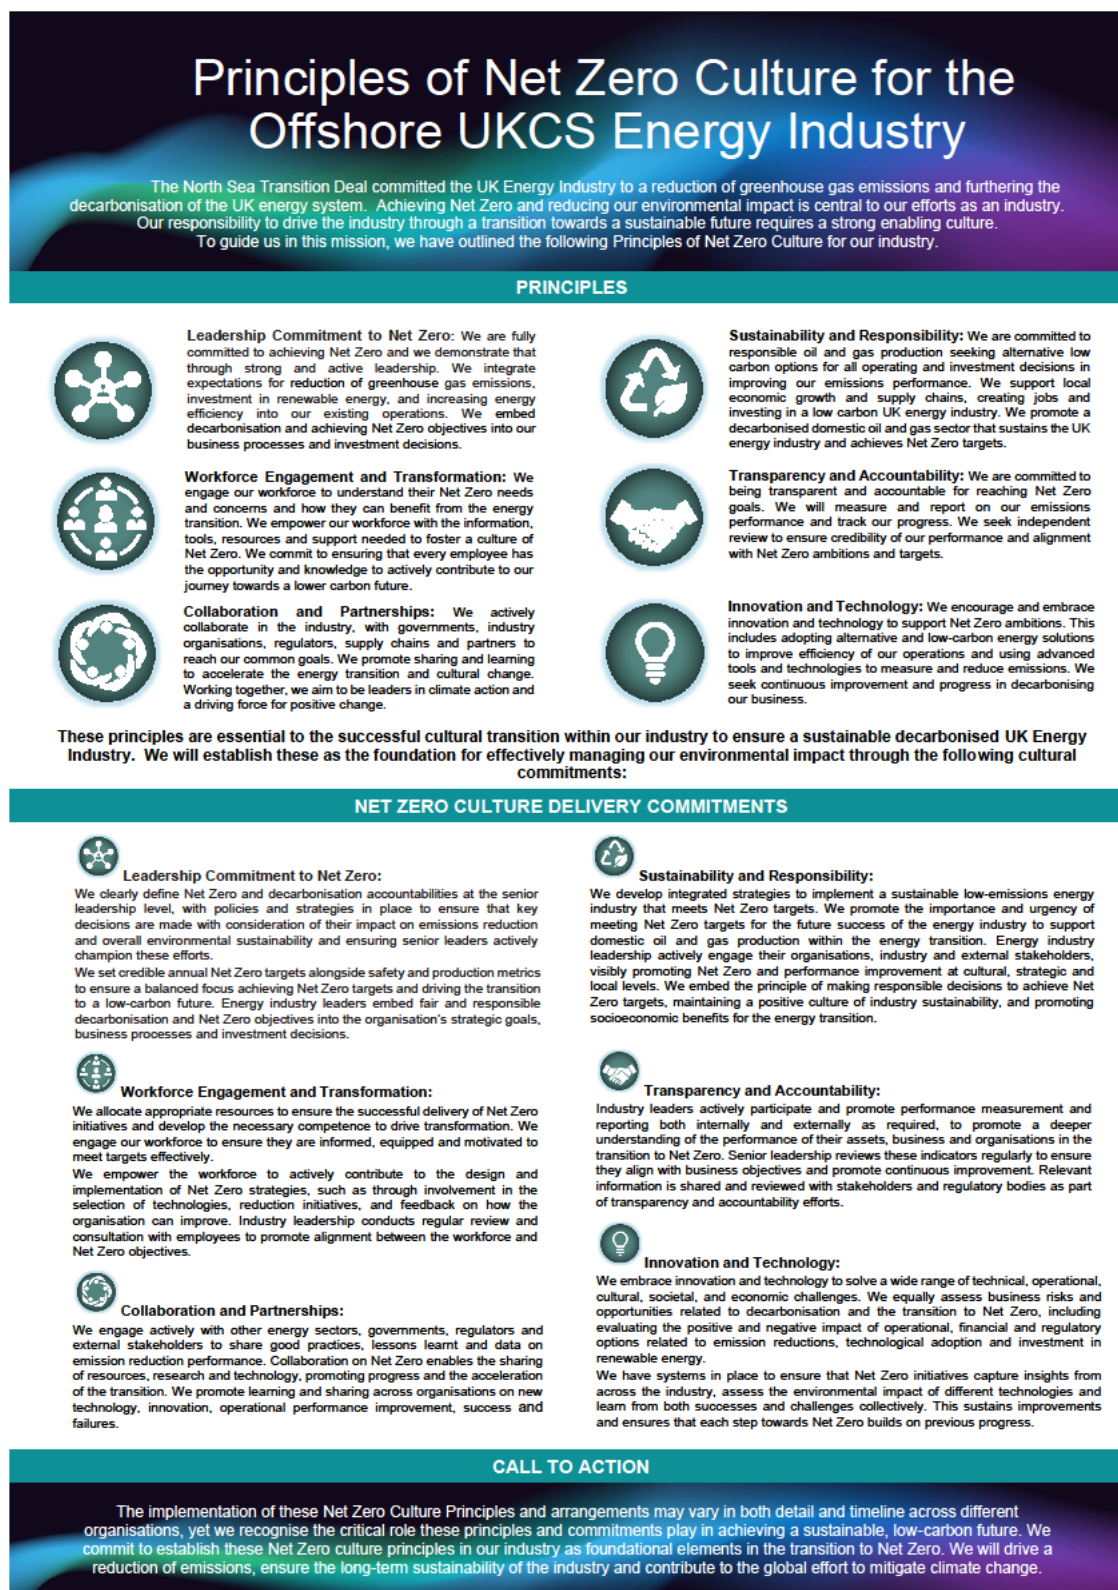 Principles of Net Zero Culture for the
Offshore UKCS Energy Industry
The North Sea Transition Deal committed the UK Energy Industry to a reduction of greenhouse gas emissions and furthering the
decarbonisation of the UK energy system. Achieving Net Zero and reducing our environmental impact is central to our efforts as an industry.
Our responsibility to drive the industry through a transition towards a sustainable future requires a strong enabling culture.
To guide us in this mission, we have outlined the following Principles of Net Zero Culture for our industry.
PRINCIPLES
Leadership Commitment to Net Zero: We are fully
committed to achieving Net Zero and we demonstrate that
through strong and active leadership. We integrate
expectations for reduction of greenhouse gas emissions,
investment in renewable energy, and increasing energy
efficiency into our existing operations. We embed
decarbonisation and achieving Net Zero objectives into our
business processes and investment decisions.
Workforce Engagement and Transformation: We
engage our workforce to understand their Net Zero needs
and concerns and how they can benefit from the energy
transition. We empower our workforce with the information,
tools, resources and support needed to foster a culture of
Net Zero. We commit to ensuring that every employee has
the opportunity and knowledge to actively contribute to our
journey towards a lower carbon future.
Collaboration and Partnerships: We actively
collaborate in the industry, with governments, industry
organisations, regulators, supply chains and partners to
reach our common goals. We promote sharing and learning
to accelerate the energy transition and cultural change.
Working together, we aim to be leaders in climate action and
a driving force for positive change.
Sustainability and Responsibility: We are committed to
responsible oil and gas production seeking alternative low
carbon options for all operating and investment decisions in
improving our emissions performance. We support local
economic growth and supply chains, creating jobs and
investing in a low carbon UK energy industry. We promote a
decarbonised domestic oil and gas sector that sustains the UK
energy industry and achieves Net Zero targets.
Transparency and Accountability: We are committed to
being transparent and accountable for reaching Net Zero
goals. We will measure and report on our emissions
performance and track our progress. We seek independent
review to ensure credibility of our performance and alignment
with Net Zero ambitions and targets.
Innovation and Technology: We encourage and embrace
innovation and technology to support Net Zero ambitions. This
includes adopting alternative and low-carbon energy solutions
to improve efficiency of our operations and using advanced
tools and technologies to measure and reduce emissions. We
seek continuous improvement and progress in decarbonising
our business.
These principles are essential to the successful cultural transition within our industry to ensure a sustainable decarbonised UK Energy
Industry. We will establish these as the foundation for effectively managing our environmental impact through the following cultural
commitments:
NET ZERO CULTURE DELIVERY COMMITMENTS
Leadership Commitment to Net Zero:
We clearly define Net Zero and decarbonisation accountabilities at the senior
leadership level, with policies and strategies in place to ensure that key
decisions are made with consideration of their impact on emissions reduction
and overall environmental sustainability and ensuring senior leaders actively
champion these efforts.
We set credible annual Net Zero targets alongside safety and production metrics
to ensure a balanced focus achieving Net Zero targets and driving the transition
to a low-carbon future. Energy industry leaders embed fair and responsible
decarbonisation and Net Zero objectives into the organisation's strategic goals,
business processes and investment decisions.
Workforce Engagement and Transformation:
We allocate appropriate resources to ensure the successful delivery of Net Zero
initiatives and develop the necessary competence to drive transformation. We
engage our workforce to ensure they are informed, equipped and motivated to
meet targets effectively.
We empower the workforce to actively contribute to the design and
implementation of Net Zero strategies, such as through involvement in the
selection of technologies, reduction initiatives, and feedback on how the
organisation can improve. Industry leadership conducts regular review and
consultation with employees to promote alignment between the workforce and
Net Zero objectives.
Collaboration and Partnerships:
We engage actively with other energy sectors, governments, regulators and
external stakeholders to share good practices, lessons learnt and data on
emission reduction performance. Collaboration on Net Zero enables the sharing
of resources, research and technology, promoting progress and the acceleration
of the transition. We promote learning and sharing across organisations on new
technology, innovation, operational performance improvement, success and
failures.
Sustainability and Responsibility:
We develop integrated strategies to implement a sustainable low-emissions energy
industry that meets Net Zero targets. We promote the importance and urgency of
meeting Net Zero targets for the future success of the energy industry to support
domestic oil and gas production within the energy transition. Energy industry
leadership actively engage their organisations, industry and external stakeholders,
visibly promoting Net Zero and performance improvement at cultural, strategic and
local levels. We embed the principle of making responsible decisions to achieve Net
Zero targets, maintaining a positive culture of industry sustainability, and promoting
socioeconomic benefits for the energy transition.
Transparency and Accountability:
Industry leaders actively participate and promote performance measurement and
reporting both internally and externally as required, to promote a deeper
understanding of the performance of their assets, business and organisations in the
transition to Net Zero. Senior leadership reviews these indicators regularly to ensure
they align with business objectives and promote continuous improvement. Relevant
information is shared and reviewed with stakeholders and regulatory bodies as part
of transparency and accountability efforts.
Innovation and Technology:
We embrace innovation and technology to solve a wide range of technical, operational,
cultural, societal, and economic challenges. We equally assess business risks and
opportunities related to decarbonisation and the transition to Net Zero, including
evaluating the positive and negative impact of operational, financial and regulatory
options related to emission reductions, technological adoption and investment in
renewable energy.
We have systems in place to ensure that Net Zero initiatives capture insights from
across the industry, assess the environmental impact of different technologies and
learn from both successes and challenges collectively. This sustains improvements
and ensures that each step towards Net Zero builds on previous progress.
CALL TO ACTION
The implementation of these Net Zero Culture Principles and arrangements may vary in both detail and timeline across different
organisations, yet we recognise the critical role these principles and commitments play in achieving a sustainable, low-carbon future. We
commit to establish these Net Zero culture principles in our industry as foundational elements in the transition to Net Zero. We will drive a
reduction of emissions, ensure the long-term sustainability of the industry and contribute to the global effort to mitigate climate change.